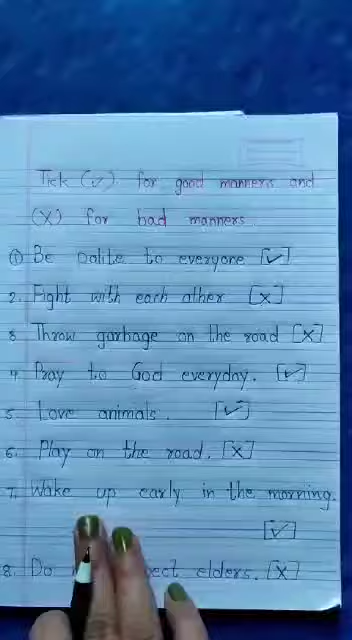 Tick (✓) for good manners and
(X) for bad manners
① Be polite to everyone [✓]
2. Fight with each other [X]
3 Throw garbage on the road [X]
4. Pray to God everyday. [✓]
5. Love animals. [✓]
6. Play on the road. [X]
7. Wake up early in the morning.
[✓]
8. Do elders. [X]